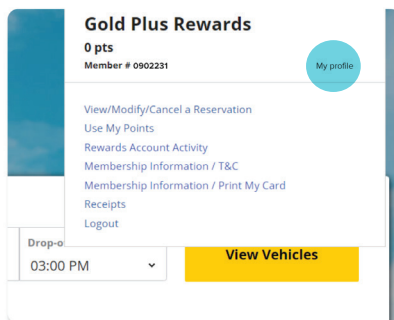 Gold Plus Rewards
0 pts
Member # 0902231
My profile
View/Modify/Cancel a Reservation
Use My Points
Rewards Account Activity
Membership Information / T&C
Membership Information / Print My Card
Receipts
Logout
Drop-o
03:00 PM
View Vehicles